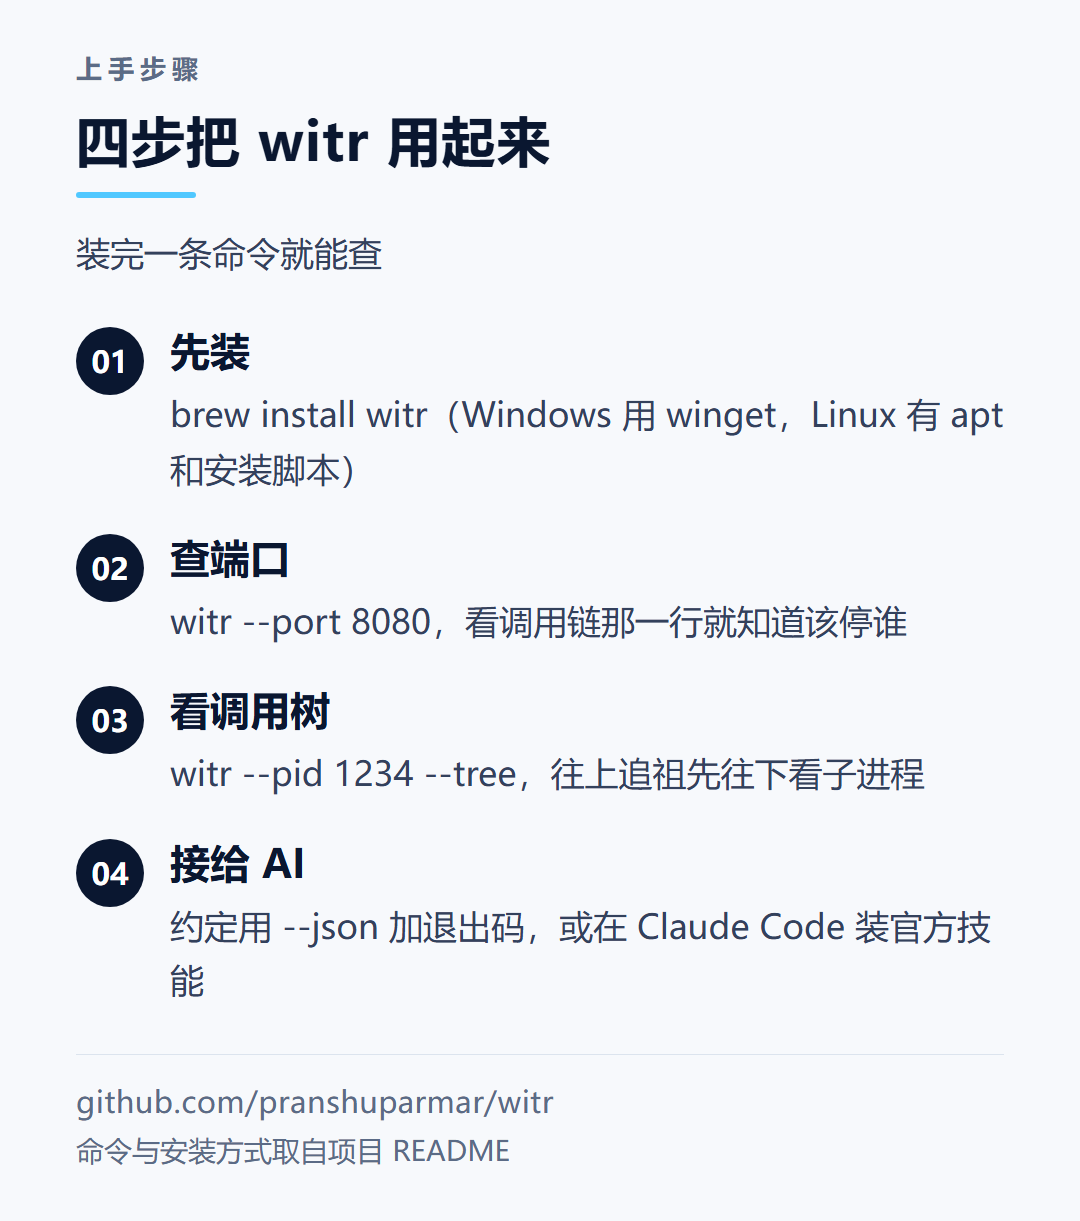 上手步骤
四步把 witr 用起来
装完一条命令就能查
01
先装
brew install witr（Windows 用 winget，Linux 有 apt
和安装脚本）
02
查端口
witr --port 8080，看调用链那一行就知道该停谁
03
看调用树
witr --pid 1234 --tree，往上追祖先往下看子进程
04
接给 AI
约定用 --json 加退出码，或在 Claude Code 装官方技
能
github.com/pranshuparmar/witr
命令与安装方式取自项目 README